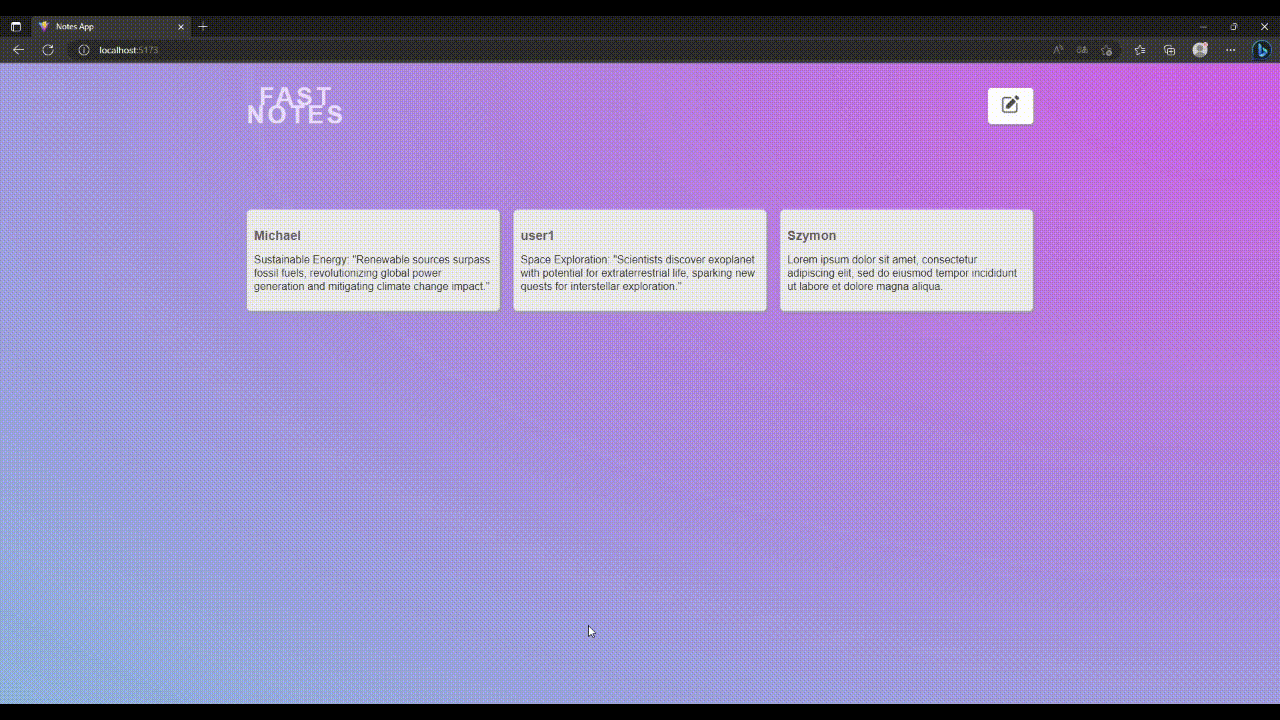 Notes App
localhost:5173
FAST
NOTES
Michael
Sustainable Energy: "Renewable sources surpass
fossil fuels, revolutionizing global power
generation and mitigating climate change impact."
user1
Space Exploration: "Scientists discover exoplanet
with potential for extraterrestrial life, sparking new
quests for interstellar exploration."
Szymon
Lorem ipsum dolor sit amet, consectetur
adipiscing elit, sed do eiusmod tempor incididunt
ut labore et dolore magna aliqua.